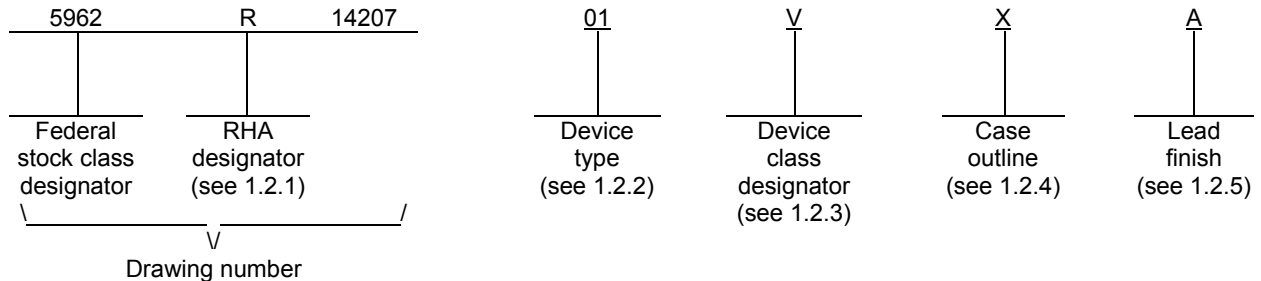 5962 R 14207 01 V X A
Federal RHA Device Device Case Lead
stock class designator type class outline finish
designator (see 1.2.1) (see 1.2.2) designator (see 1.2.4) (see 1.2.5)
(see 1.2.3)
\ /
\/
Drawing number